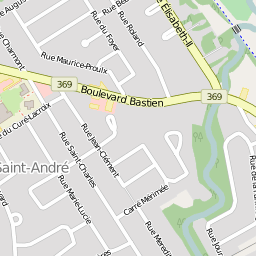 Rue du Foyer
Rue Roland
Élisabeth-II
Rue Maurice-Proulx
369
Boulevard Bastien
369
Rue du Curé-Lacroix
Saint-André
Rue Jean-Clément
Rue Saint-Charles
Rue Marie-Lucie
Carré Mérimée